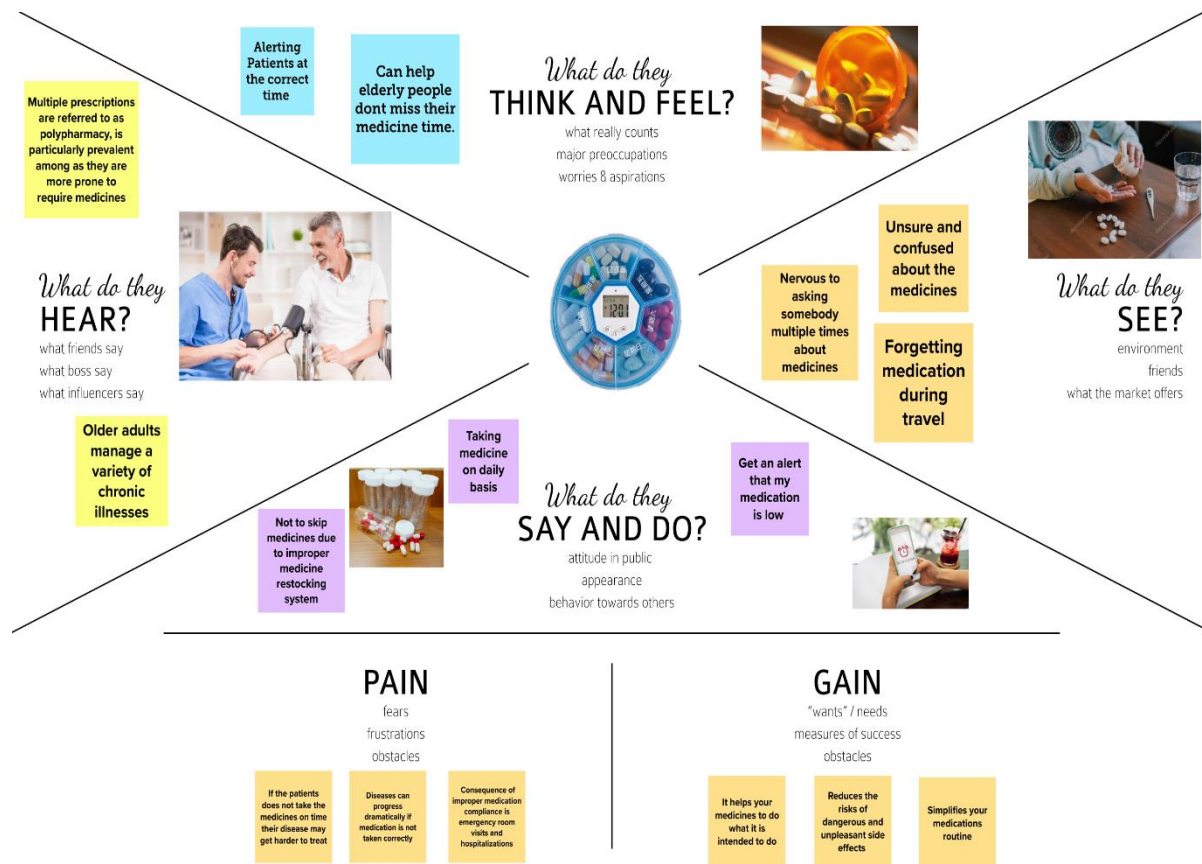 Alerting
Patients at
the correct
time
Can help
elderly people
dont miss their
medicine time.
What do they
THINK AND FEEL?
what really counts
major preoccupations
worries & aspirations
Multiple prescriptions
are referred to as
polypharmacy, is
particularly prevalent
among as they are
more prone to
require medicines
What do they
HEAR?
what friends say
what boss say
what influencers say
Older adults
manage a
variety of
chronic
illnesses
12:01
Nervous to
asking
somebody
multiple times
about
medicines
Unsure and
confused
about the
medicines
Forgetting
medication
during
travel
What do they
SEE?
environment
friends
what the market offers
Taking
medicine
on daily
basis
Not to skip
medicines due
to improper
medicine
restocking
system
What do they
SAY AND DO?
attitude in public
appearance
behavior towards others
Get an alert
that my
medication
is low
PAIN
fears
frustrations
obstacles
If the patients
does not take the
medicines on time
their disease may
get harder to treat
Diseases can
progress
dramatically if
medication is not
taken correctly
Consequence of
improper medication
compliance is
emergency room
visits and
hospitalizations
GAIN
"wants" / needs
measures of success
obstacles
It helps your
medicines to do
what it is
intended to do
Reduces the
risks of
dangerous and
unpleasant side
effects
Simplifies your
medications
routine